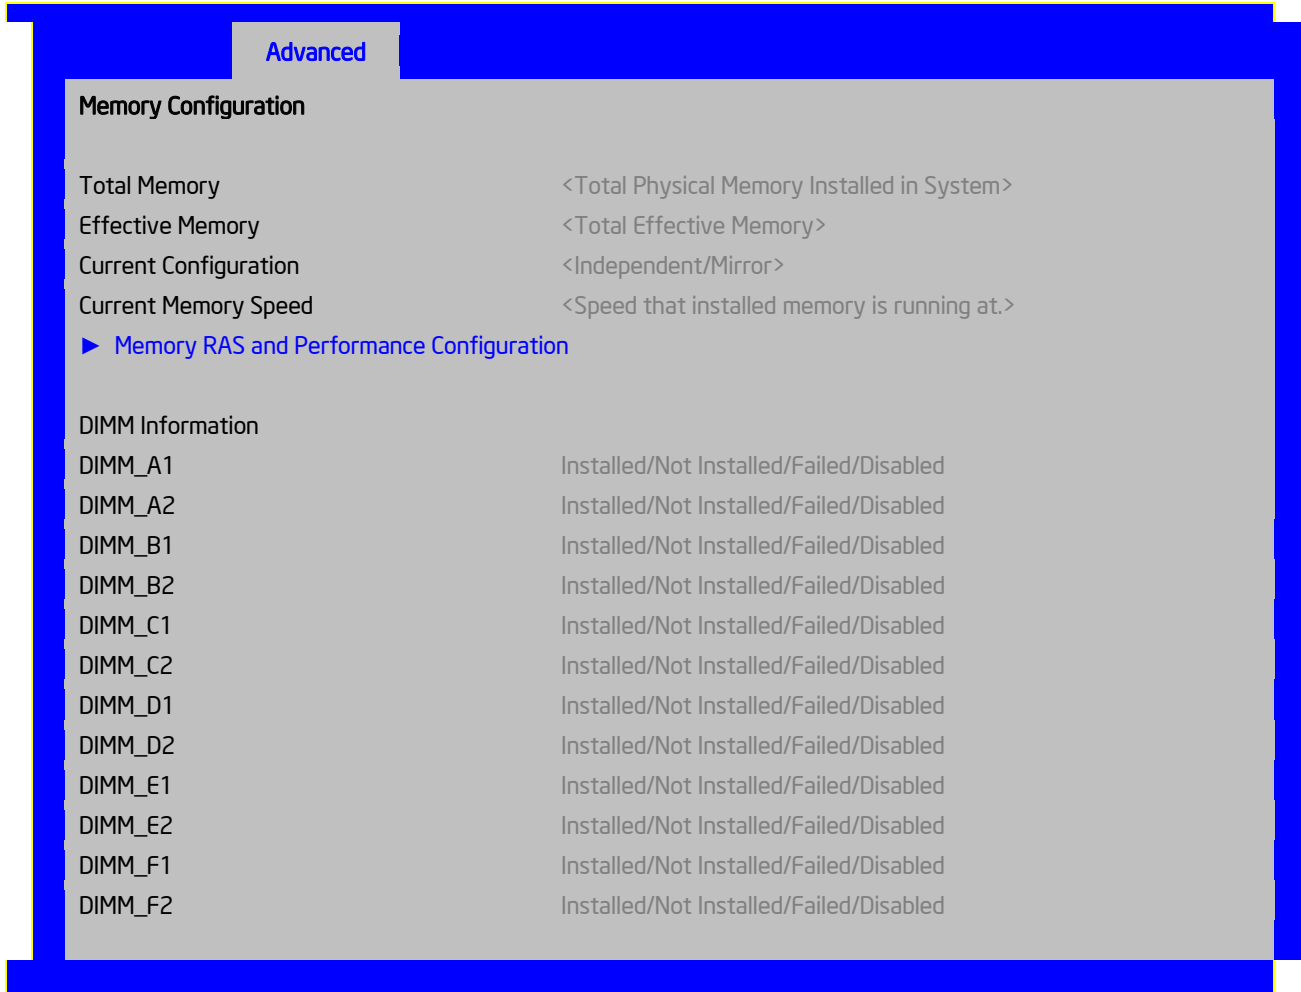 Advanced
Memory Configuration
Total Memory <Total Physical Memory Installed in System>
Effective Memory <Total Effective Memory>
Current Configuration <Independent/Mirror>
Current Memory Speed <Speed that installed memory is running at.>
► Memory RAS and Performance Configuration
DIMM Information
DIMM_A1 Installed/Not Installed/Failed/Disabled
DIMM_A2 Installed/Not Installed/Failed/Disabled
DIMM_B1 Installed/Not Installed/Failed/Disabled
DIMM_B2 Installed/Not Installed/Failed/Disabled
DIMM_C1 Installed/Not Installed/Failed/Disabled
DIMM_C2 Installed/Not Installed/Failed/Disabled
DIMM_D1 Installed/Not Installed/Failed/Disabled
DIMM_D2 Installed/Not Installed/Failed/Disabled
DIMM_E1 Installed/Not Installed/Failed/Disabled
DIMM_E2 Installed/Not Installed/Failed/Disabled
DIMM_F1 Installed/Not Installed/Failed/Disabled
DIMM_F2 Installed/Not Installed/Failed/Disabled